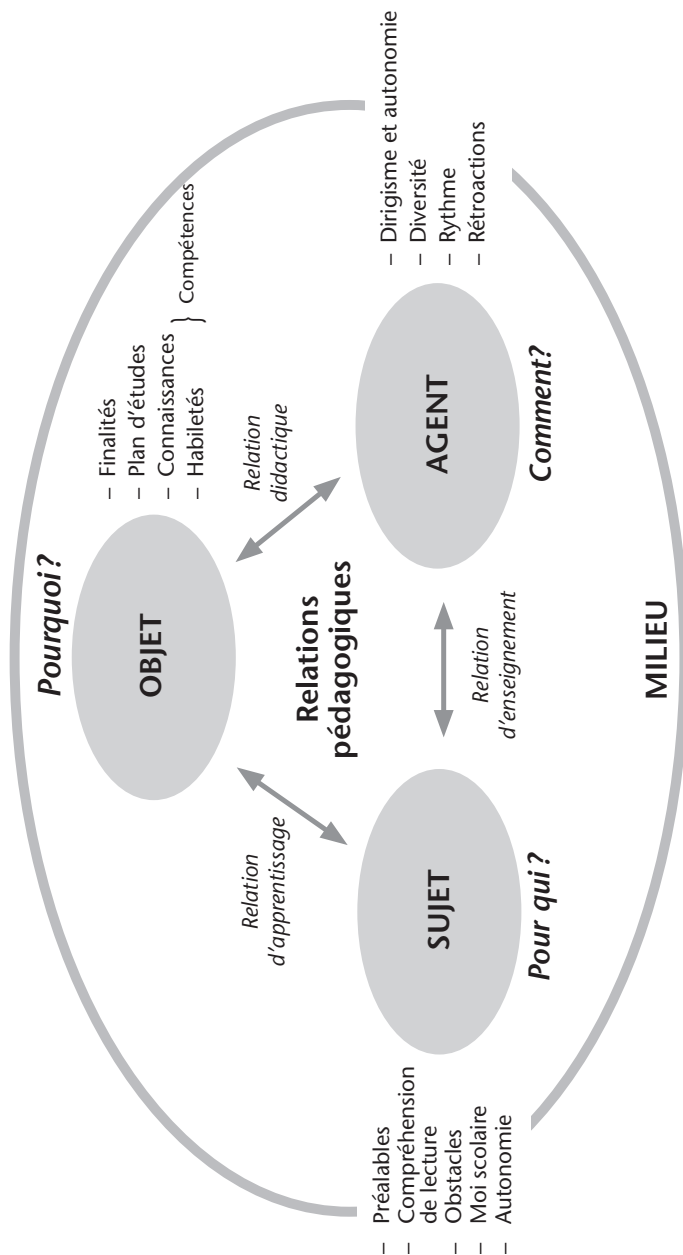 Pourquoi ?
OBJET
– Finalités
– Plan d'études
– Connaissances
– Habiletés
} Compétences
Relation
d'apprentissage
Relations
pédagogiques
Relation
didactique
– Préalables
– Compréhension
de lecture
– Obstacles
– Moi scolaire
– Autonomie
SUJET
Pour qui ?
Relation
d'enseignement
AGENT
Comment?
– Dirigisme et autonomie
– Diversité
– Rythme
– Rétroactions
MILIEU